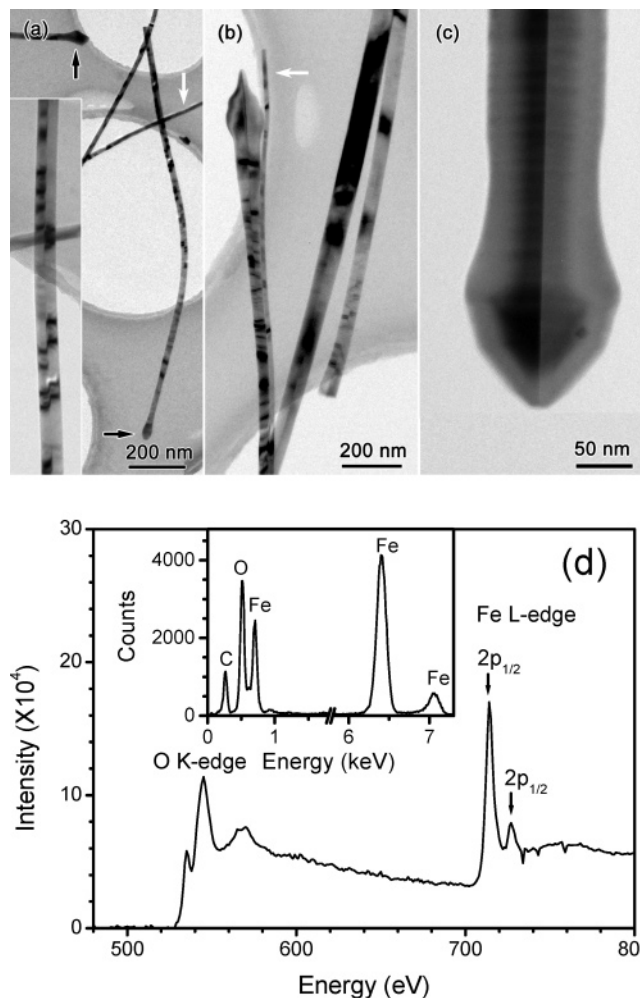 (a)
200 nm
(b)
200 nm
(c)
50 nm
(d)
30
20
10
0
Intensity (X10⁴)
500
600
700
80
Energy (eV)
4000
2000
0
Counts
C
O
Fe
Fe
Fe
0
1
6
7
Energy (keV)
O K-edge
Fe L-edge
2p₁/₂
2p₁/₂